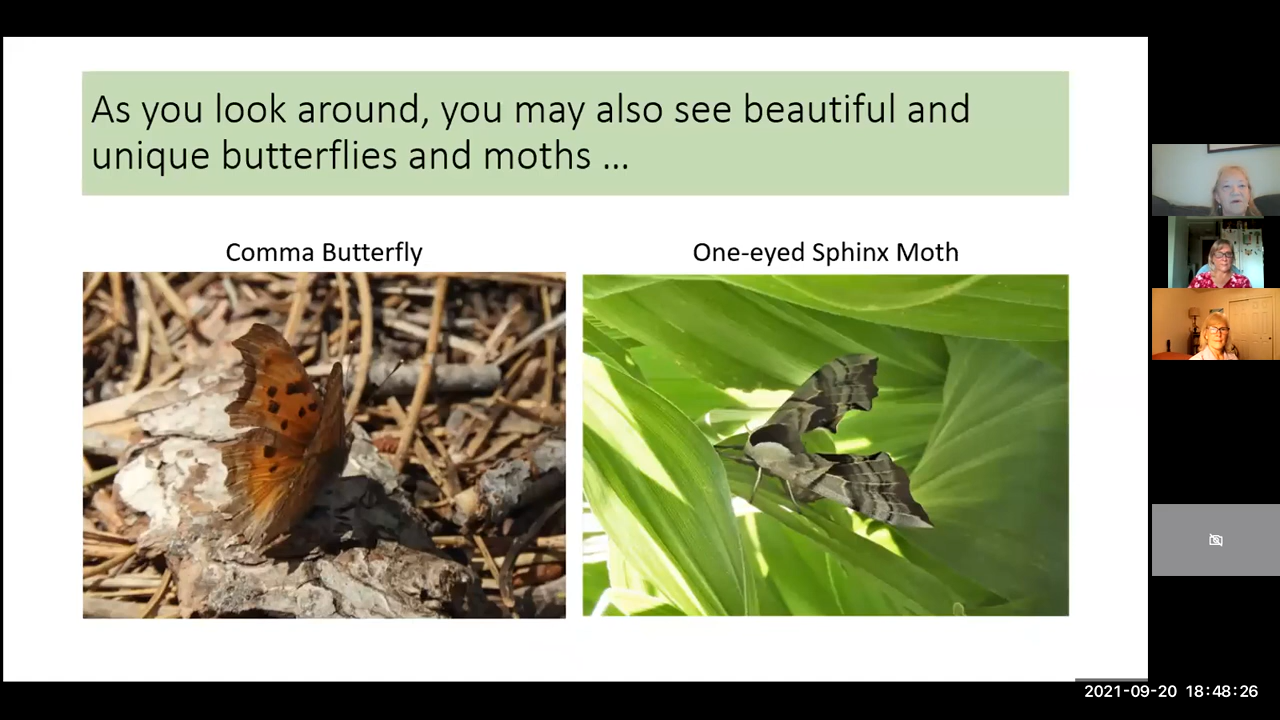 As you look around, you may also see beautiful and
unique butterflies and moths ...
Comma Butterfly
One-eyed Sphinx Moth
2021-09-20 18:48:26